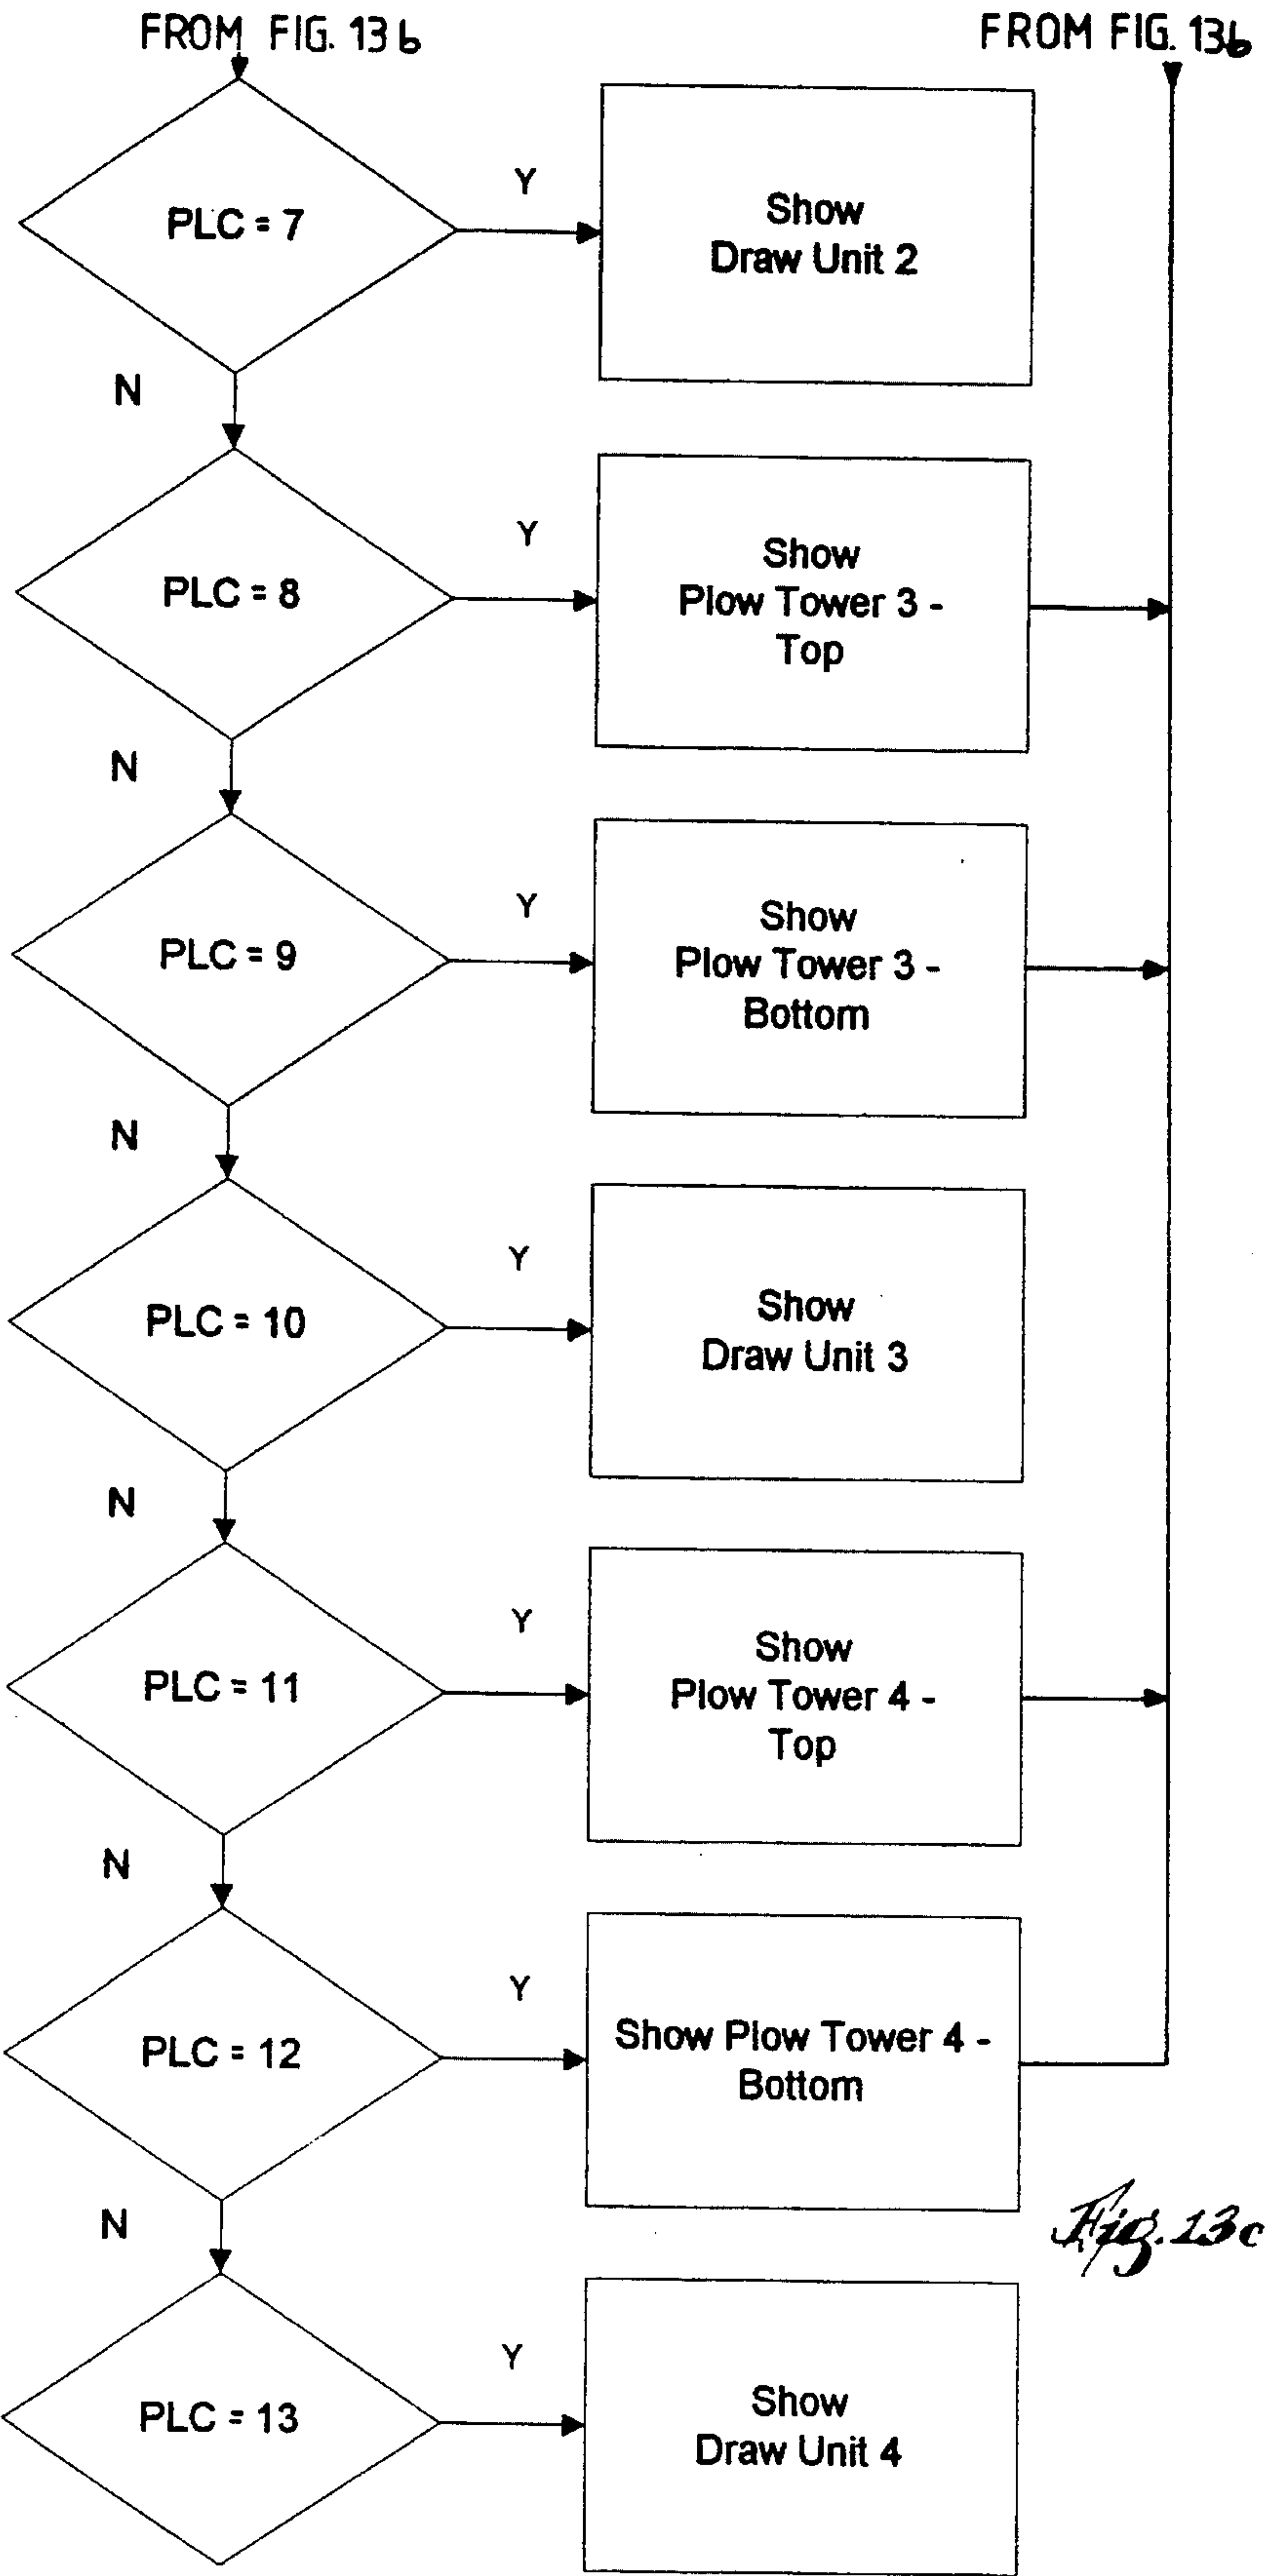 FROM FIG. 13b
FROM FIG. 13b
PLC = 7
Y
Show
Draw Unit 2
N
PLC = 8
Y
Show
Plow Tower 3 -
Top
N
PLC = 9
Y
Show
Plow Tower 3 -
Bottom
N
PLC = 10
Y
Show
Draw Unit 3
N
PLC = 11
Y
Show
Plow Tower 4 -
Top
N
PLC = 12
Y
Show Plow Tower 4 -
Bottom
N
Fig. 13c
PLC = 13
Y
Show
Draw Unit 4